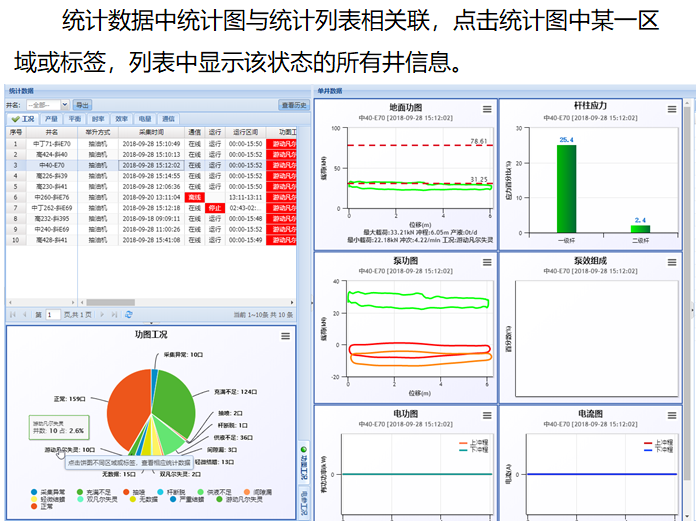 统计数据中统计图与统计列表相关联，点击统计图中某一区
域或标签，列表中显示该状态的所有井信息。
统计数据
井名: --全部-- 导出 查看历史
工况 产量 平衡 时率 效率 电量 通信
序号 井名 举升方式 采集时间 通信 运行 运行区间 功图工
1 中丁71-斜E70 抽油机 2018-09-28 15:10:49 在线 运行 00:00-15:50 游动凡尔
2 高424-斜40 抽油机 2018-09-28 15:10:13 在线 运行 00:00-15:52 游动凡尔
3 中40-E70 抽油机 2018-09-28 15:12:02 在线 运行 00:00-15:52 游动凡尔
4 高226-斜39 抽油机 2018-09-28 15:14:55 在线 运行 00:00-15:52 游动凡尔
5 高230-斜41 抽油机 2018-09-28 12:06:36 在线 运行 00:00-15:50 游动凡尔
6 中260-斜E76 抽油机 2018-09-20 13:11:04 离线 13:11-13:11 游动凡尔
7 中丁262-斜E69 抽油机 2018-09-28 15:12:18 在线 停止 02:43-02:... 游动凡尔
8 高232-斜395 抽油机 2018-09-18 09:09:11 在线 运行 00:00-15:48 游动凡尔
9 中240-斜E69 抽油机 2018-09-28 11:00:26 在线 运行 00:00-15:52 游动凡尔
10 高428-斜41 抽油机 2018-09-28 15:41:08 在线 运行 00:00-15:49 游动凡尔
第 1 页,共 1 页 当前 1~10条 共 10 条
功图工况
采集异常: 10口
充满不足: 124口
抽喷: 2口
杆断脱: 1口
供液不足: 36口
间隙漏: 3口
轻微结蜡: 13口
双凡尔失灵: 2口
无数据: 15口
游动凡尔失灵: 10口
正常: 159口
游动凡尔失灵
井数: 10 占: 2.6%
点击饼图不同区域或标签，查看相应统计数据
采集异常 充满不足 抽喷 杆断脱 供液不足 间隙漏
轻微结蜡 双凡尔失灵 无数据 严重结蜡 游动凡尔失灵
正常
功图工况
电参工况
单井数据
地面功图
中40-E70 [2018-09-28 15:12:02]
载荷(kN)
100
50
0
78.61
31.25
0 2 4 6
位移(m)
最大载荷:33.21kN 冲程:6.05m 产液:0t/d
最小载荷:22.18kN 冲次:4.22/min 工况:游动凡尔失灵
杆柱应力
中40-E70 [2018-09-28 15:12:02]
应力百分比(%)
30
20
10
0
25.4
2.4
一级杆 二级杆
泵功图
中40-E70 [2018-09-28 15:12:02]
载荷(kN)
40
20
0
-20
0 2 4 6
位移(m)
泵效组成
中40-E70 [2018-09-28 15:12:02]
百分数(%)
电功图
中40-E70 [2018-09-28 15:12:02]
有功功率(kW)
上冲程
下冲程
电流图
中40-E70 [2018-09-28 15:12:02]
电流(A)
上冲程
下冲程